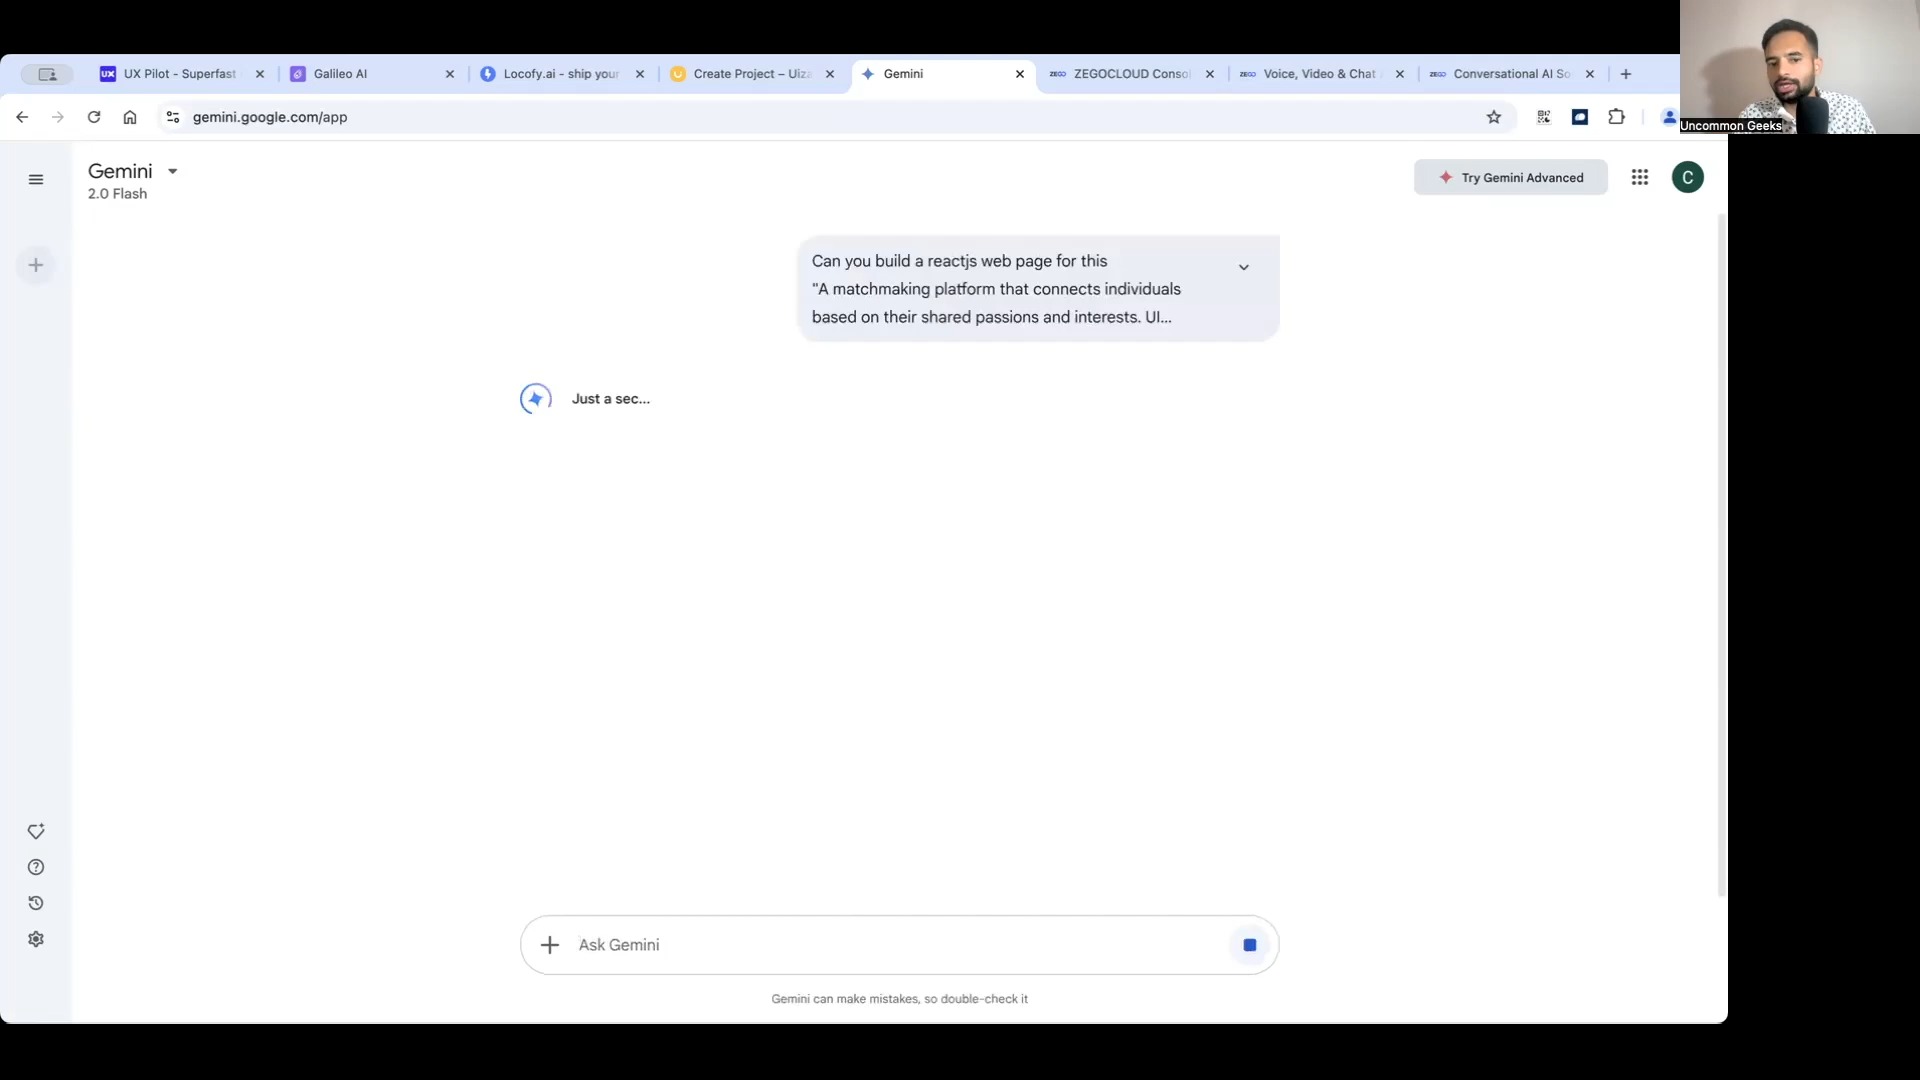 UX Pilot - Superfast
Galileo AI
Locofy.ai - ship your
Create Project – Uiza
Gemini
ZEGOCLOUD Conso
Voice, Video & Chat
Conversational AI So
gemini.google.com/app
Uncommon Geeks
Gemini
2.0 Flash
Try Gemini Advanced
C
Can you build a reactjs web page for this
"A matchmaking platform that connects individuals
based on their shared passions and interests. UI...
Just a sec...
Ask Gemini
Gemini can make mistakes, so double-check it